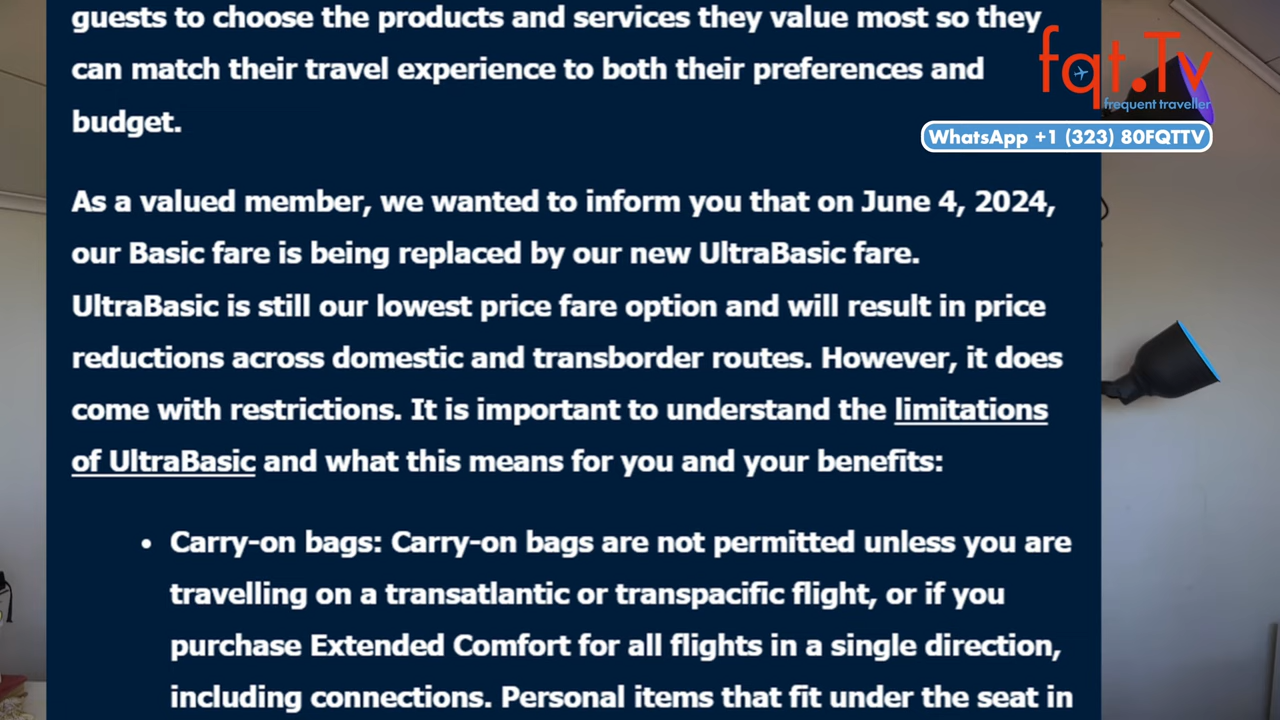 guests to choose the products and services they value most so they
can match their travel experience to both their preferences and
budget.
fqt.Tv
frequent traveller
WhatsApp +1 (323) 80FQTTV
As a valued member, we wanted to inform you that on June 4, 2024,
our Basic fare is being replaced by our new UltraBasic fare.
UltraBasic is still our lowest price fare option and will result in price
reductions across domestic and transborder routes. However, it does
come with restrictions. It is important to understand the limitations
of UltraBasic and what this means for you and your benefits:
• Carry-on bags: Carry-on bags are not permitted unless you are
travelling on a transatlantic or transpacific flight, or if you
purchase Extended Comfort for all flights in a single direction,
including connections. Personal items that fit under the seat in